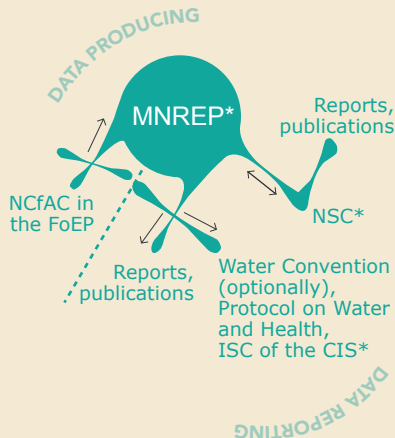 DATA PRODUCING
MNREP*
Reports,
publications
NCfAC in
the FoEP
NSC*
Reports,
publications
Water Convention
(optionally),
Protocol on Water
and Health,
ISC of the CIS*
DATA REPORTING